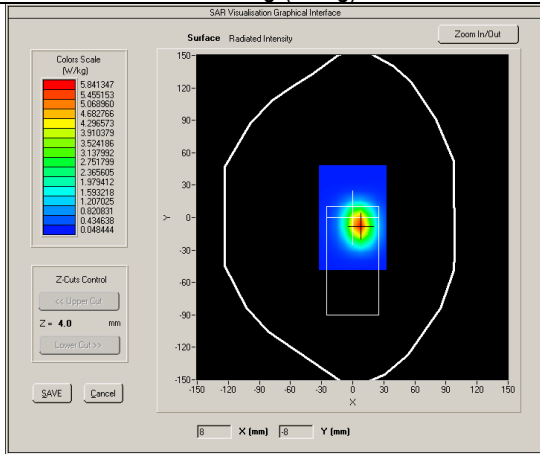 SAR Visualisation Graphical Interface
Surface Radiated Intensity
Zoom In/Out
Colors Scale
(W/kg)
5.841347
5.455153
5.068960
4.682766
4.296573
3.910379
3.524186
3.137992
2.751799
2.365605
1.979412
1.593218
1.207025
0.820831
0.434638
0.048444
Z-Cuts Control
<< Upper Cut
Z = 4.0 mm
Lower Cut >>
SAVE Cancel
150-
120-
90-
60-
30-
0-
-30-
-60-
-90-
-120-
-150-
Y
-150 -120 -90 -60 -30 0 30 60 90 120 150
X
8 X (mm) -8 Y (mm)